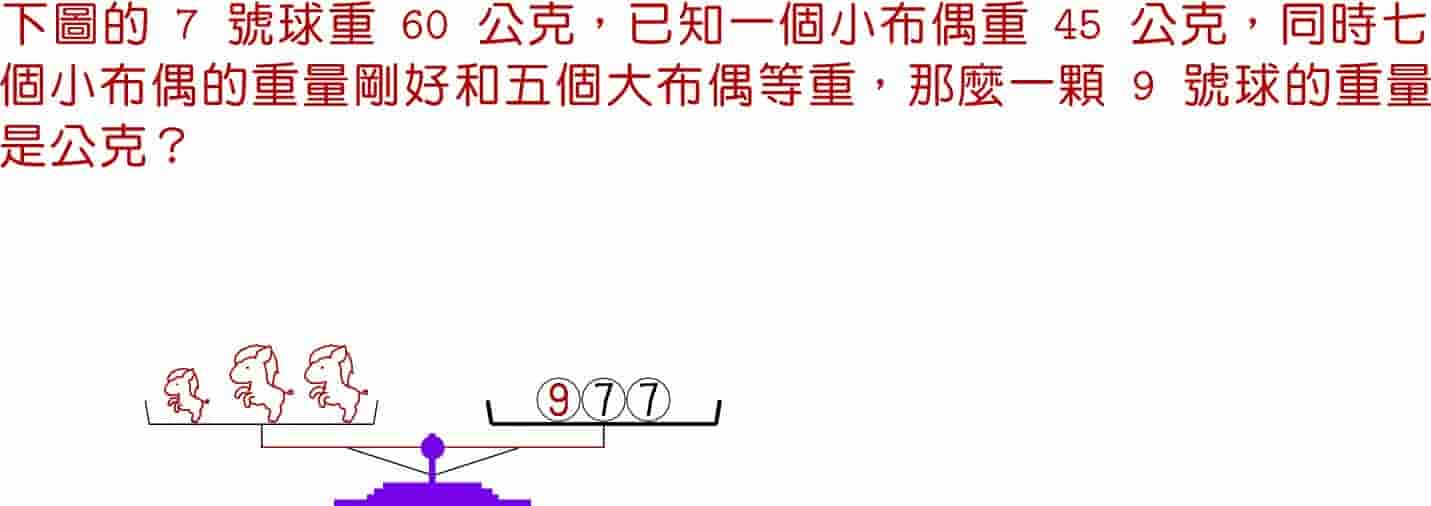 下圖的 7 號球重 60 公克，已知一個小布偶重 45 公克，同時七
個小布偶的重量剛好和五個大布偶等重，那麼一顆 9 號球的重量
是公克？
9 7 7